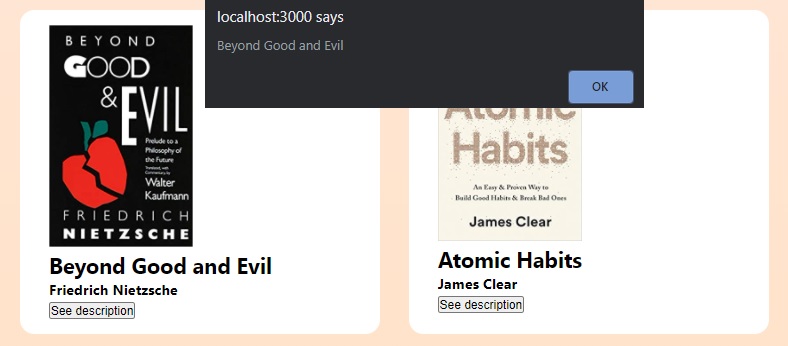 localhost:3000 says
Beyond Good and Evil
OK
BEYOND
GOOD
& EVIL
Prelude to a
Philosophy of
the Future
Translated, with
Commentary by
Walter
Kaufmann
FRIEDRICH
NIETZSCHE
Beyond Good and Evil
Friedrich Nietzsche
See description
Atomic
Habits
An Easy & Proven Way to
Build Good Habits & Break Bad Ones
James Clear
Atomic Habits
James Clear
See description